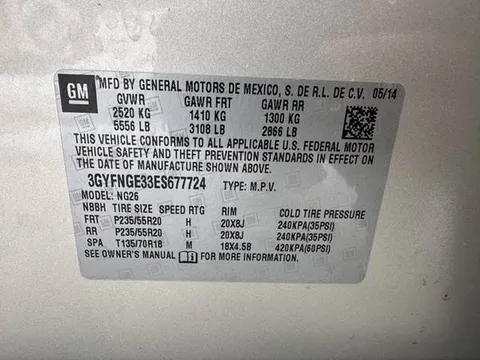 GM
MFD BY GENERAL MOTORS DE MEXICO, S. DE R.L. DE C.V. 05/14
GVWR GAWR FRT GAWR RR
2520 KG 1410 KG 1300 KG
5556 LB 3108 LB 2866 LB
THIS VEHICLE CONFORMS TO ALL APPLICABLE U.S. FEDERAL MOTOR
VEHICLE SAFETY AND THEFT PREVENTION STANDARDS IN EFFECT ON
THE DATE OF MANUFACTURE SHOWN ABOVE.
3GYFNGE33ES677724 TYPE: M.P.V.
MODEL: NG26
NBBH TIRE SIZE SPEED RTG RIM COLD TIRE PRESSURE
FRT P235/55R20 H 20X8J 240KPA(35PSI)
RR P235/55R20 H 20X8J 240KPA(35PSI)
SPA T135/70R18 M 18X4.5B 420KPA(60PSI)
SEE OWNER'S MANUAL FOR MORE INFORMATION.